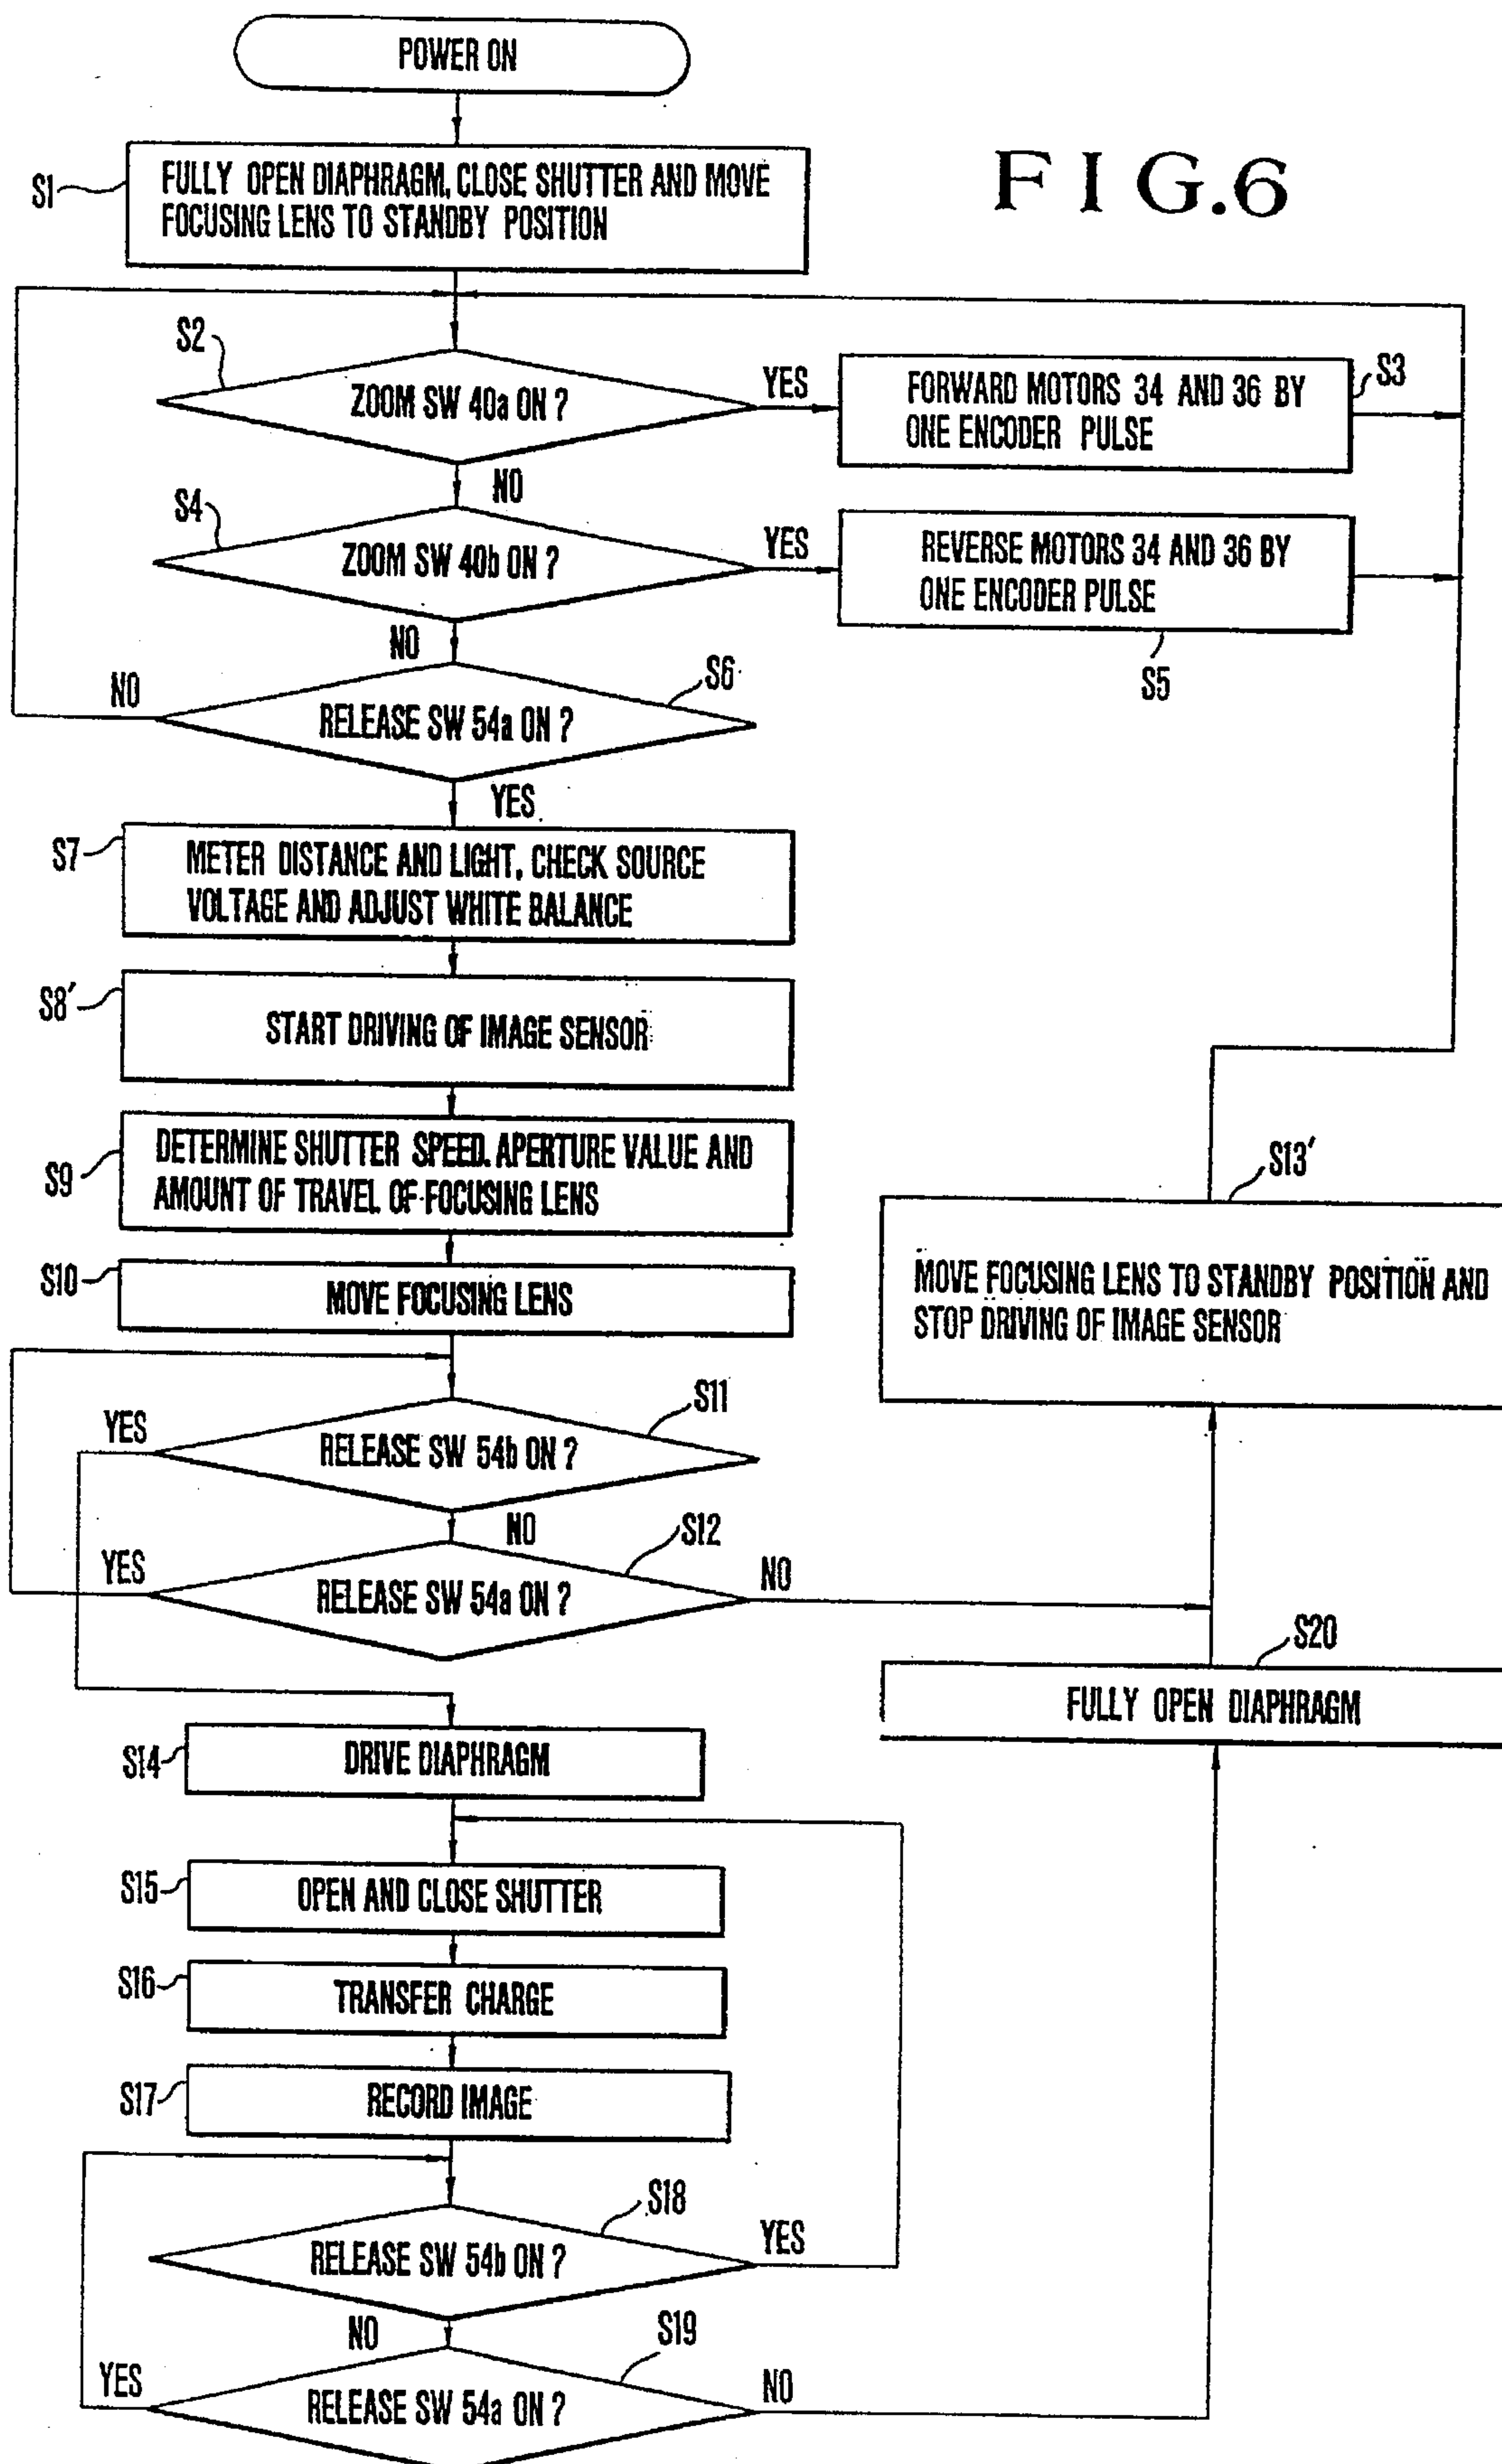 POWER ON
FIG.6
S1
FULLY OPEN DIAPHRAGM, CLOSE SHUTTER AND MOVE
FOCUSING LENS TO STANDBY POSITION
S2
ZOOM SW 40a ON ?
YES
FORWARD MOTORS 34 AND 36 BY
ONE ENCODER PULSE
S3
NO
S4
ZOOM SW 40b ON ?
YES
REVERSE MOTORS 34 AND 36 BY
ONE ENCODER PULSE
S5
NO
S6
NO
RELEASE SW 54a ON ?
YES
S7
METER DISTANCE AND LIGHT, CHECK SOURCE
VOLTAGE AND ADJUST WHITE BALANCE
S8'
START DRIVING OF IMAGE SENSOR
S9
DETERMINE SHUTTER SPEED. APERTURE VALUE AND
AMOUNT OF TRAVEL OF FOCUSING LENS
S13'
MOVE FOCUSING LENS TO STANDBY POSITION AND
STOP DRIVING OF IMAGE SENSOR
S10
MOVE FOCUSING LENS
S11
YES
RELEASE SW 54b ON ?
NO
S12
YES
RELEASE SW 54a ON ?
NO
S20
FULLY OPEN DIAPHRAGM
S14
DRIVE DIAPHRAGM
S15
OPEN AND CLOSE SHUTTER
S16
TRANSFER CHARGE
S17
RECORD IMAGE
S18
RELEASE SW 54b ON ?
YES
NO
S19
YES
RELEASE SW 54a ON ?
NO